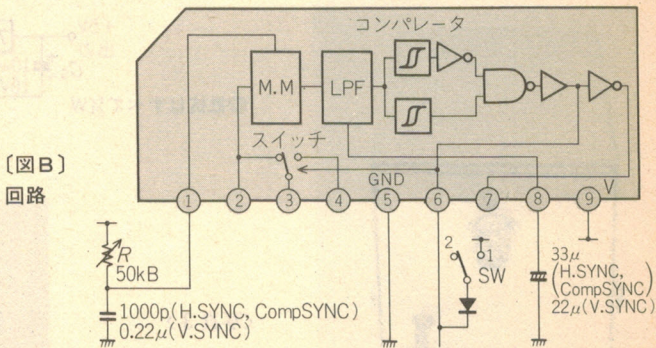 コンパレータ
M.M
LPF
スイッチ
GND
V
① ② ③ ④ ⑤ ⑥ ⑦ ⑧ ⑨
〔図B〕
回路
R
50kB
1000p(H.SYNC, CompSYNC)
0.22μ(V.SYNC)
2
1
SW
33μ
(H.SYNC,
CompSYNC)
22μ(V.SYNC)